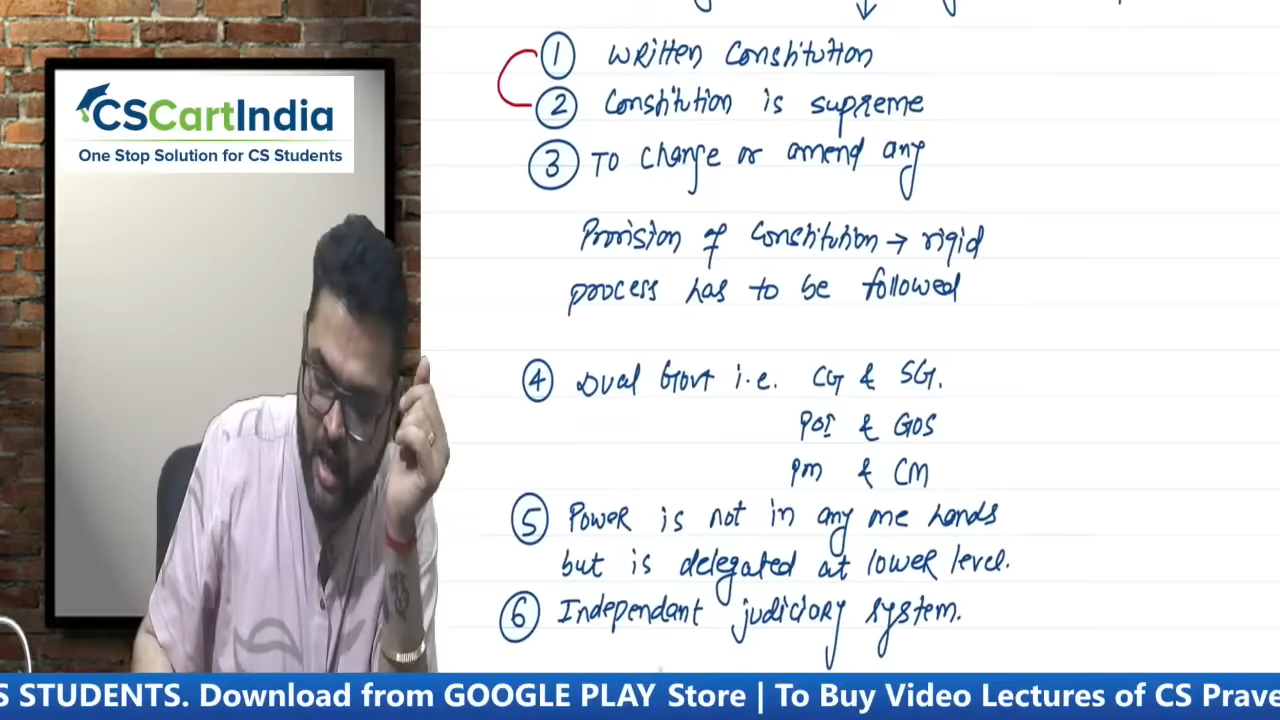 CSCartIndia
One Stop Solution for CS Students
1 Written Constitution
2 Constitution is supreme
3 To change or amend any
Provision of Constitution → rigid
process has to be followed
4 Dual Govt i.e. CG & SG.
POI & GOS
PM & CM
5 Power is not in any one hands
but is delegated at lower level.
6 Independant judiciory system.
S STUDENTS. Download from GOOGLE PLAY Store | To Buy Video Lectures of CS Prave